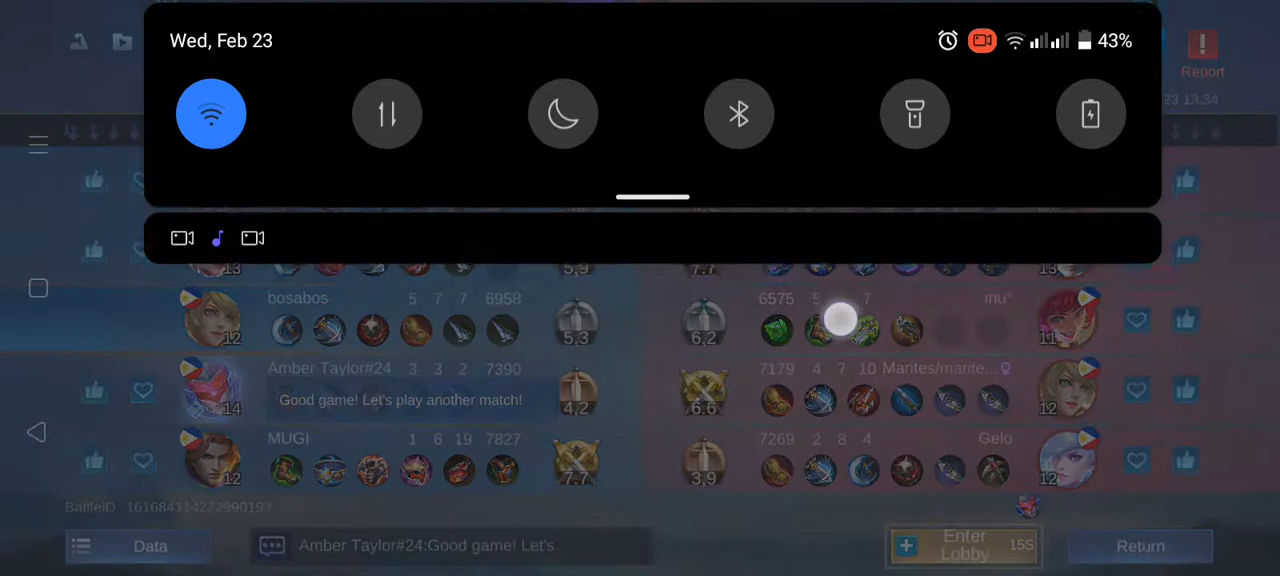 Wed, Feb 23
43%
Report
23 13:34
13
5.9
7.7
13
bosabos 5 7 7 6958
12
5.3
6575 5 7 inu*
6.2
11
Amber Taylor#24 3 3 2 7390
14
Good game! Let's play another match!
4.2
7179 4 7 10 Marites/marite...♀
6.6
12
MUGI 1 6 19 7827
12
7269 2 8 4 Gelo
3.9
12
BattleID 161684114222990193
Data
Amber Taylor#24:Good game! Let's
Enter
Lobby
15S
Return